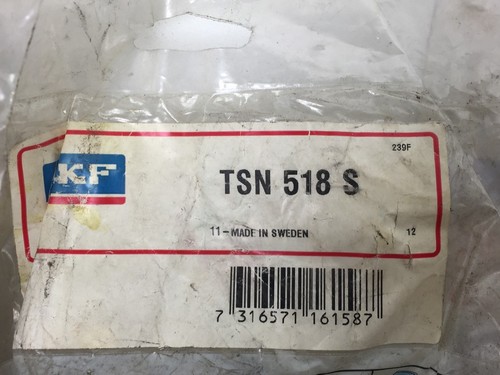 239F
KF
TSN 518 S
11-MADE IN SWEDEN 12
7 316571 161587